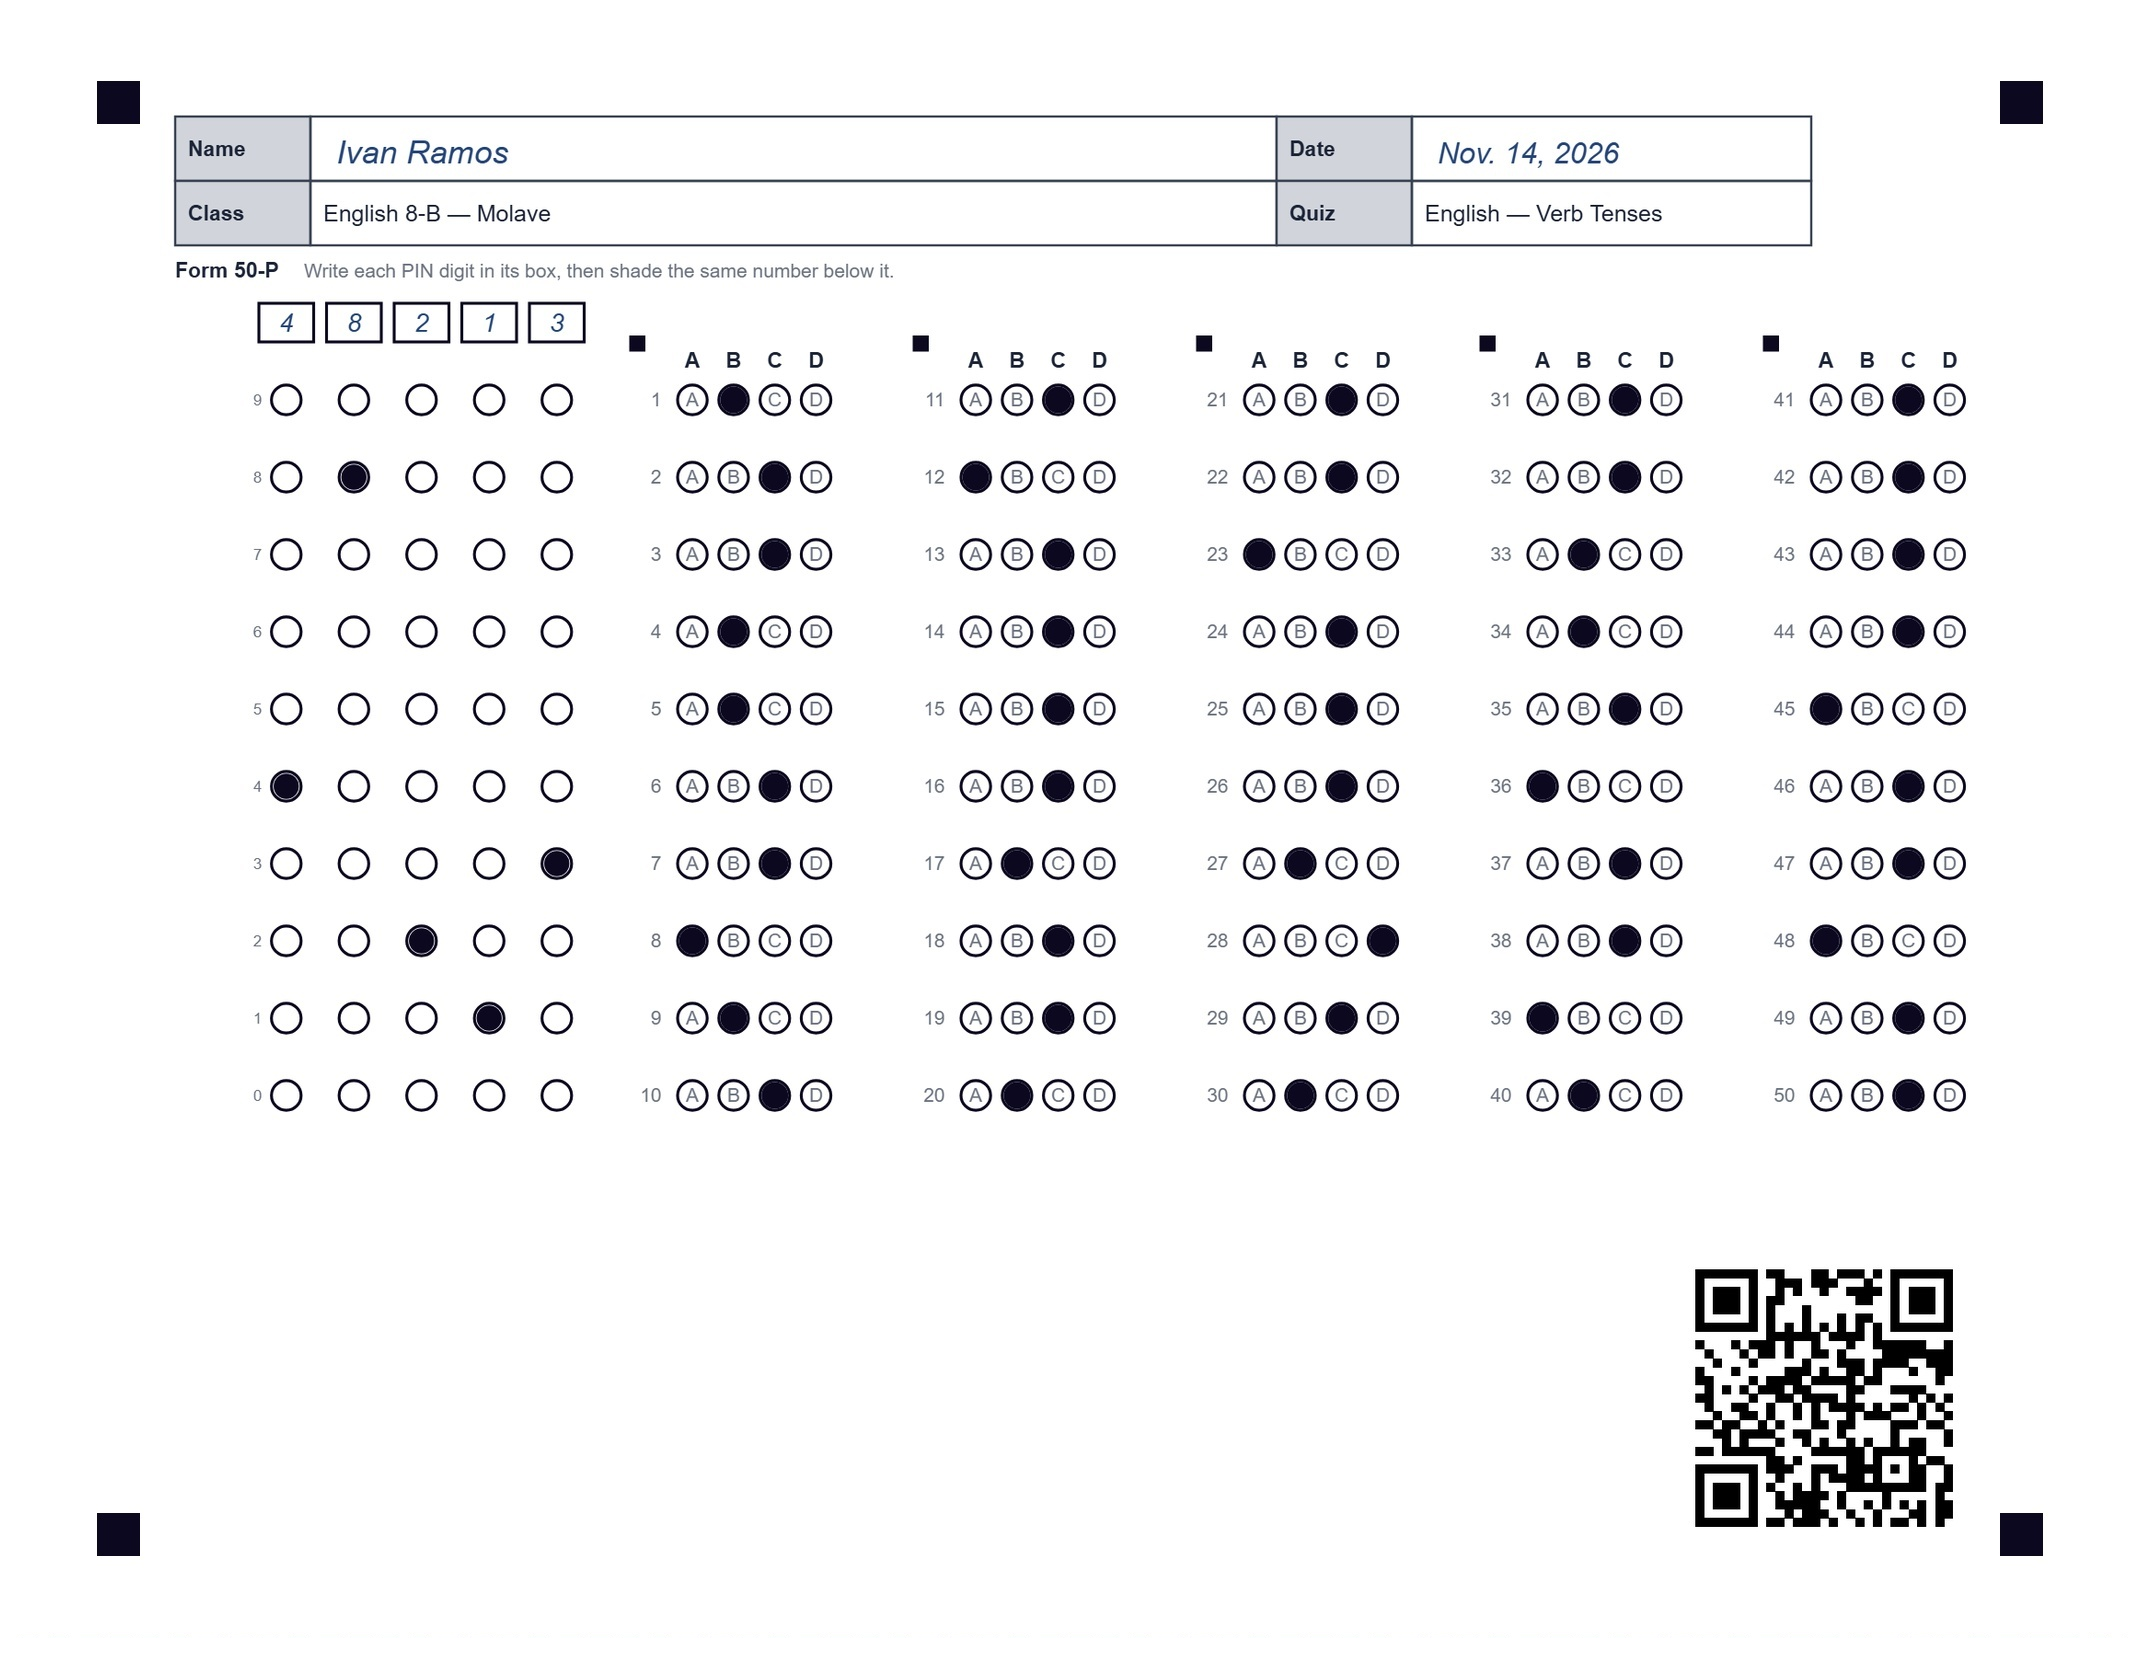 Name Ivan Ramos Date Nov. 14, 2026
Class English 8-B — Molave Quiz English — Verb Tenses
Form 50-P Write each PIN digit in its box, then shade the same number below it.
4 8 2 1 3
A B C D A B C D A B C D A B C D A B C D
9 1 A C D 11 A B D 21 A B D 31 A B D 41 A B D
8 2 A B D 12 B C D 22 A B D 32 A B D 42 A B D
7 3 A B D 13 A B D 23 B C D 33 A C D 43 A B D
6 4 A C D 14 A B D 24 A B D 34 A C D 44 A B D
5 5 A C D 15 A B D 25 A B D 35 A B D 45 B C D
4 6 A B D 16 A B D 26 A B D 36 B C D 46 A B D
3 7 A B D 17 A C D 27 A C D 37 A B D 47 A B D
2 8 B C D 18 A B D 28 A B C 38 A B D 48 B C D
1 9 A C D 19 A B D 29 A B D 39 B C D 49 A B D
0 10 A B D 20 A C D 30 A C D 40 A C D 50 A B D